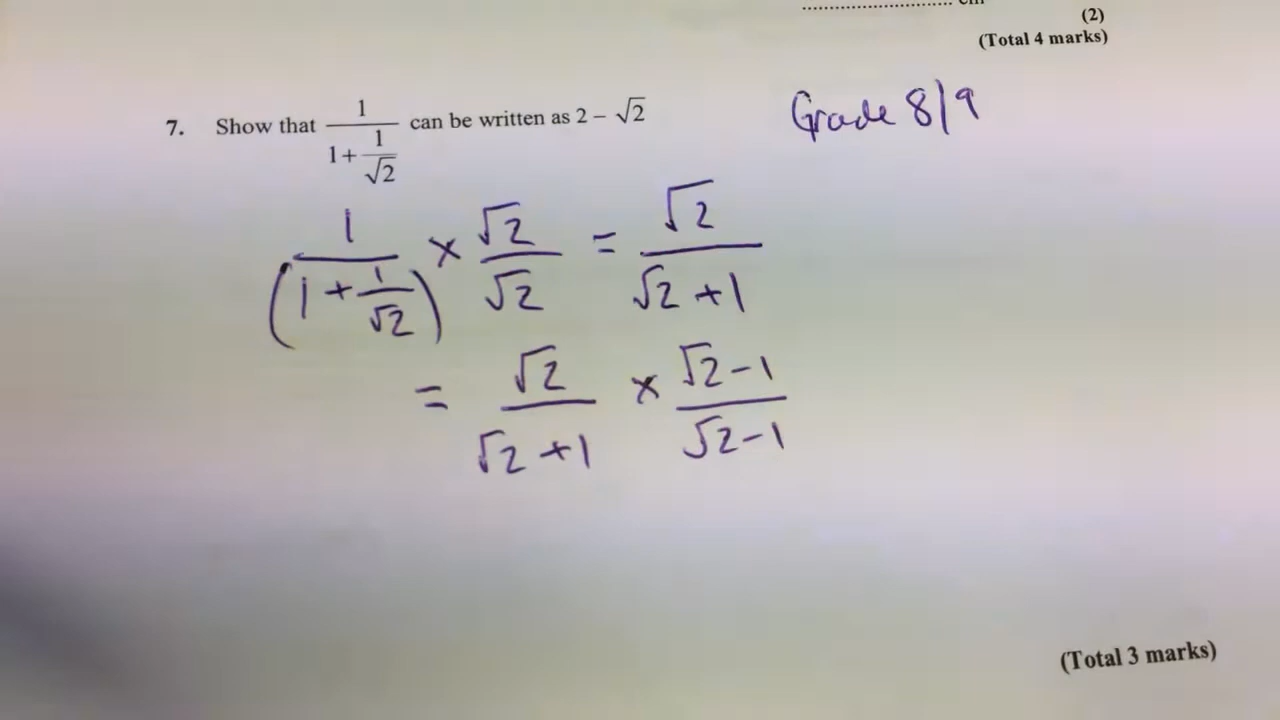 (2)
(Total 4 marks)
7. Show that 1/(1+1/√2) can be written as 2 – √2
Grade 8/9
1/(1+1/√2) × √2/√2 = √2/(√2+1)
= √2/(√2+1) × (√2-1)/(√2-1)
(Total 3 marks)